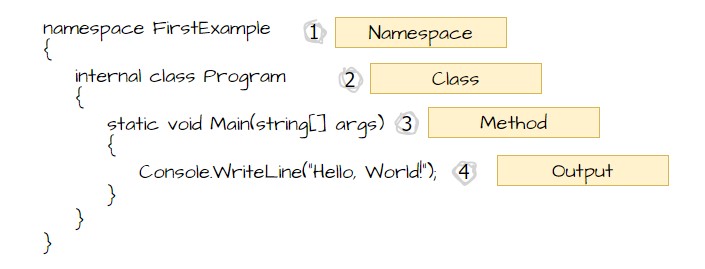 namespace FirstExample 1 Namespace
{
internal class Program 2 Class
{
static void Main(string[] args) 3 Method
{
Console.WriteLine("Hello, World!"); 4 Output
}
}
}